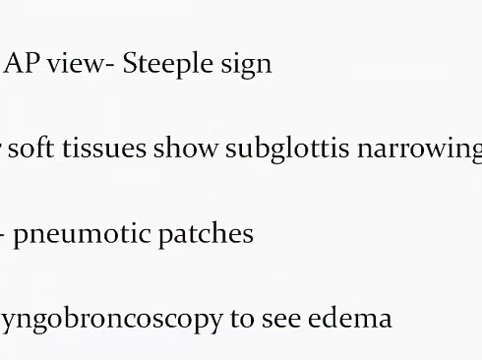 AP view- Steeple sign
soft tissues show subglottis narrowing
- pneumotic patches
yngobroncoscopy to see edema